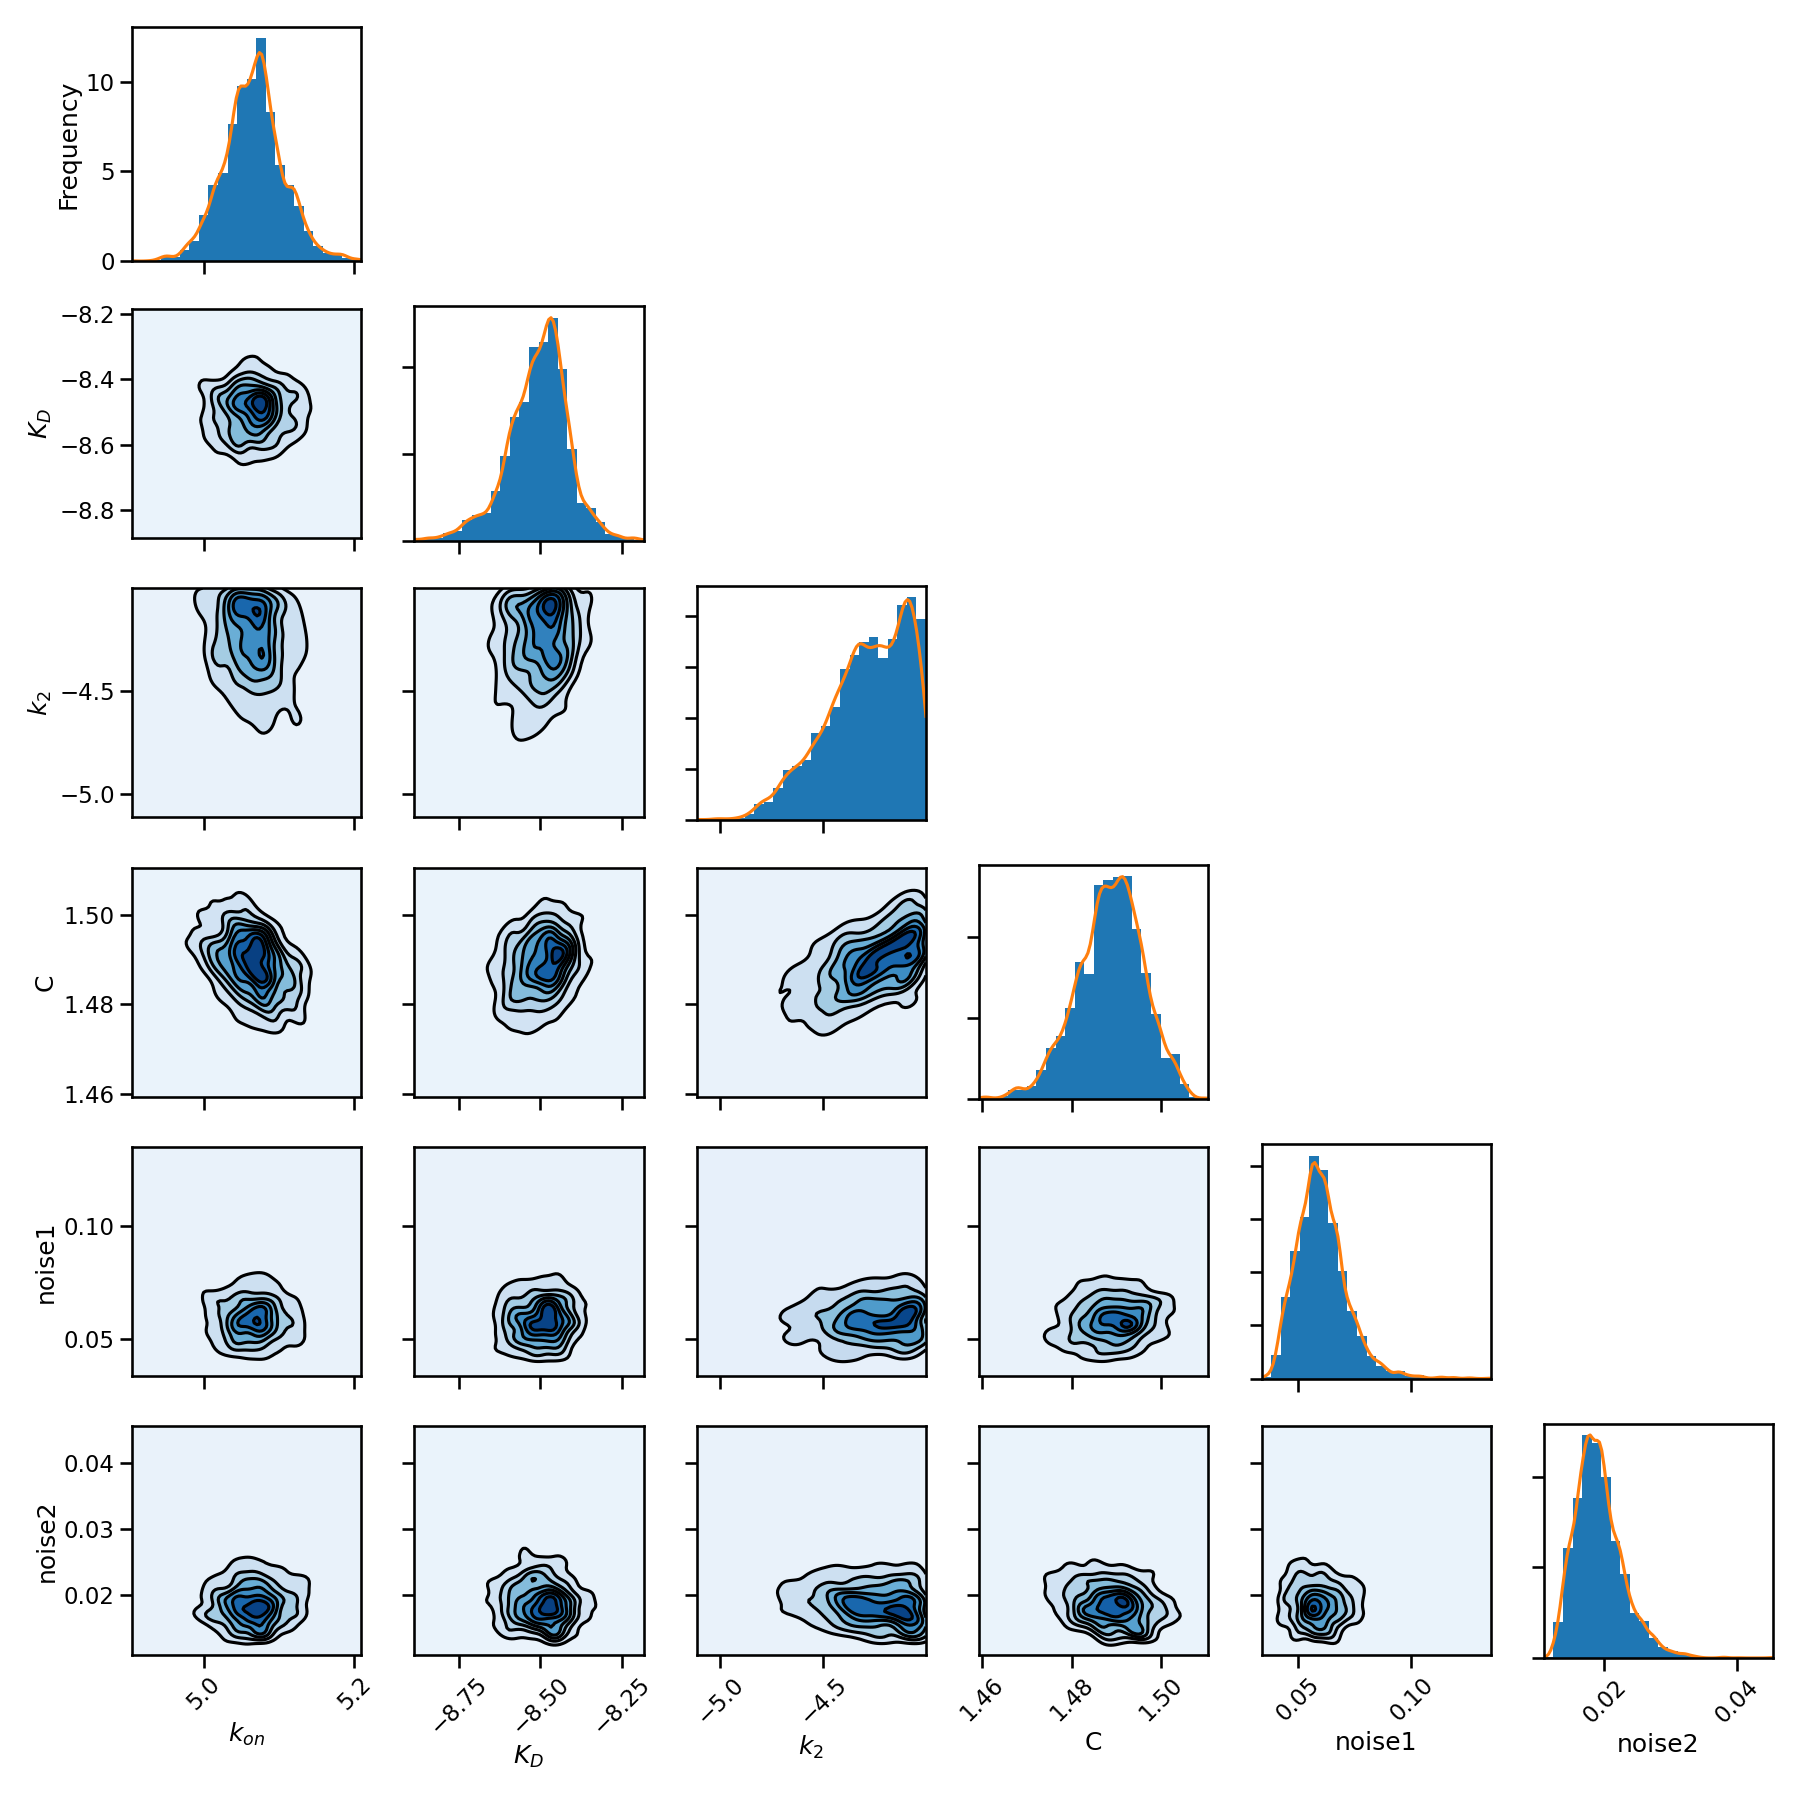 Frequency
10
5
0
K_D
−8.2
−8.4
−8.6
−8.8
k_2
−4.5
−5.0
C
1.50
1.48
1.46
noise1
0.10
0.05
noise2
0.04
0.03
0.02
5.0 5.2 −8.75 −8.50 −8.25 −5.0 −4.5 1.46 1.48 1.50 0.05 0.10 0.02 0.04
k_on K_D k_2 C noise1 noise2